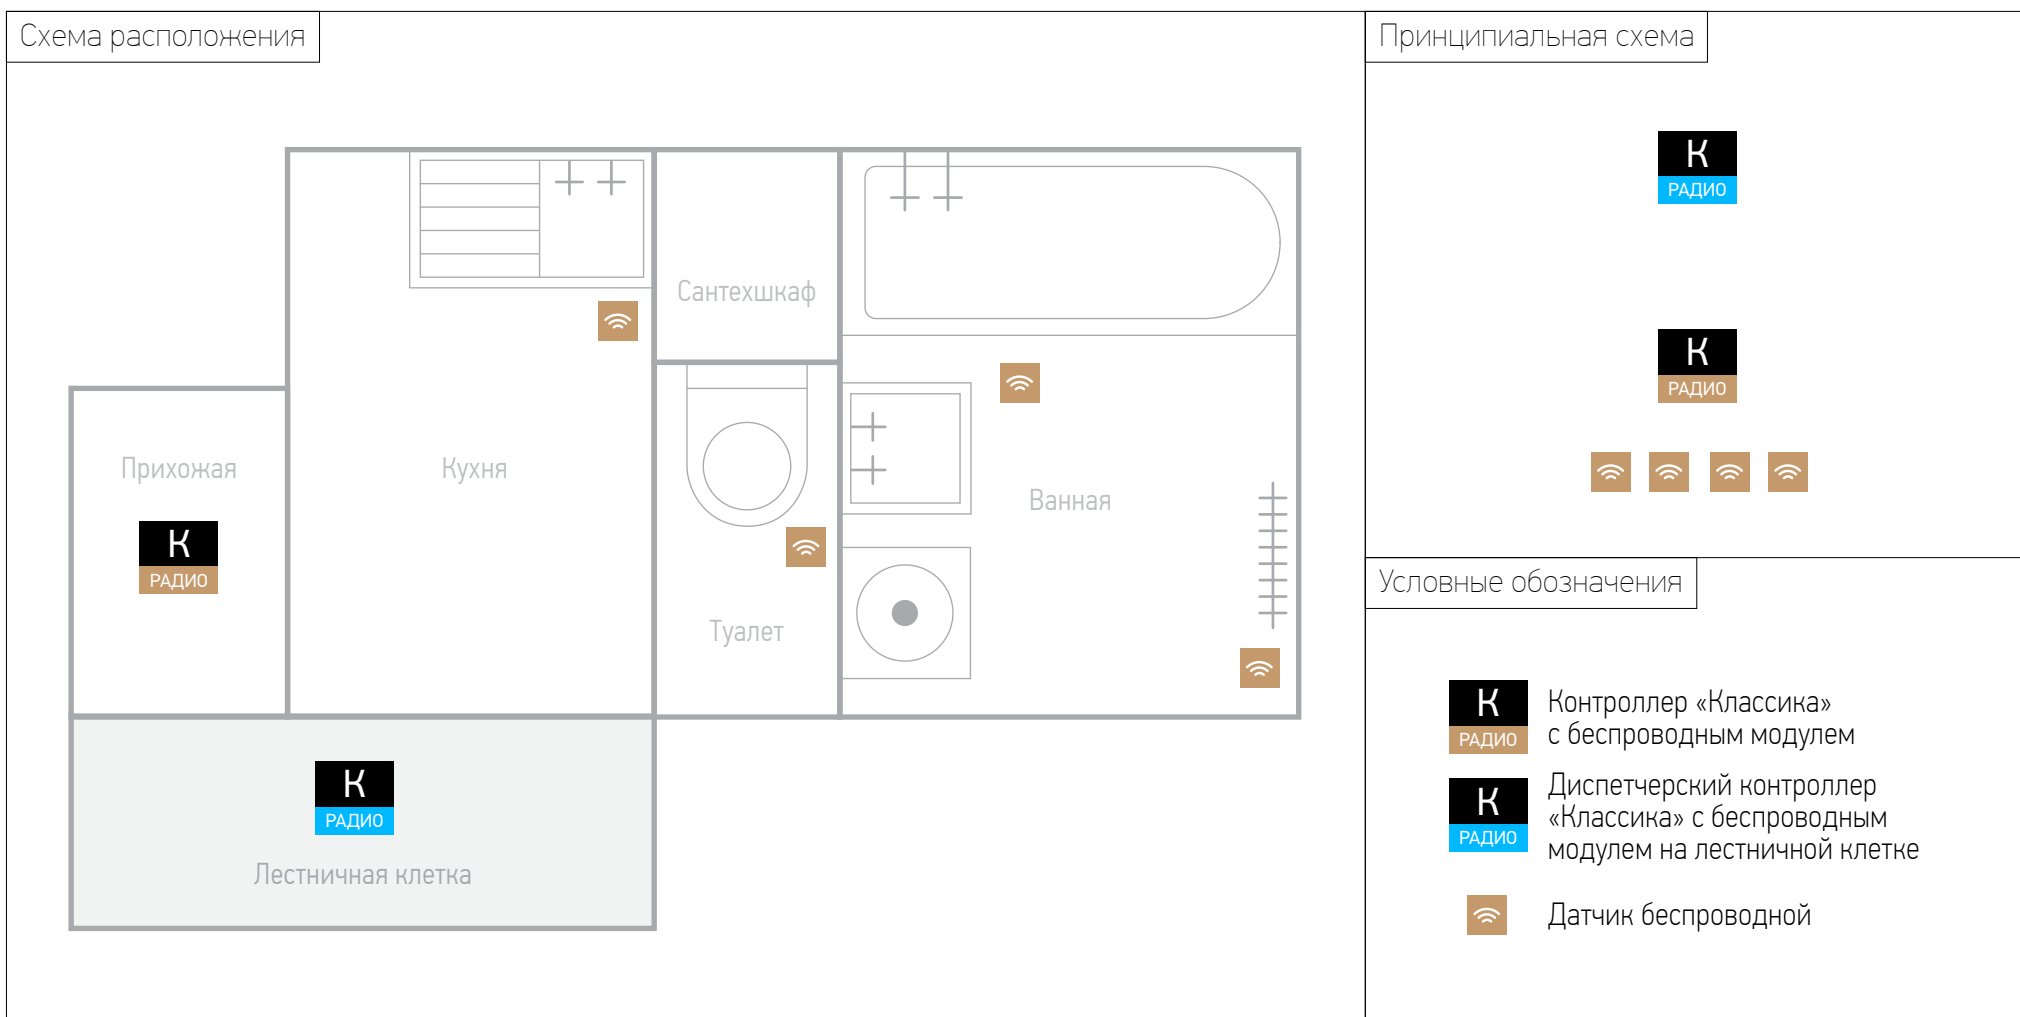 Схема расположения
Сантехшкаф
Прихожая
Кухня
Ванная
К
РАДИО
Туалет
К
РАДИО
Лестничная клетка
Принципиальная схема
К
РАДИО
К
РАДИО
Условные обозначения
К
РАДИО
Контроллер «Классика»
с беспроводным модулем
К
РАДИО
Диспетчерский контроллер
«Классика» с беспроводным
модулем на лестничной клетке
Датчик беспроводной